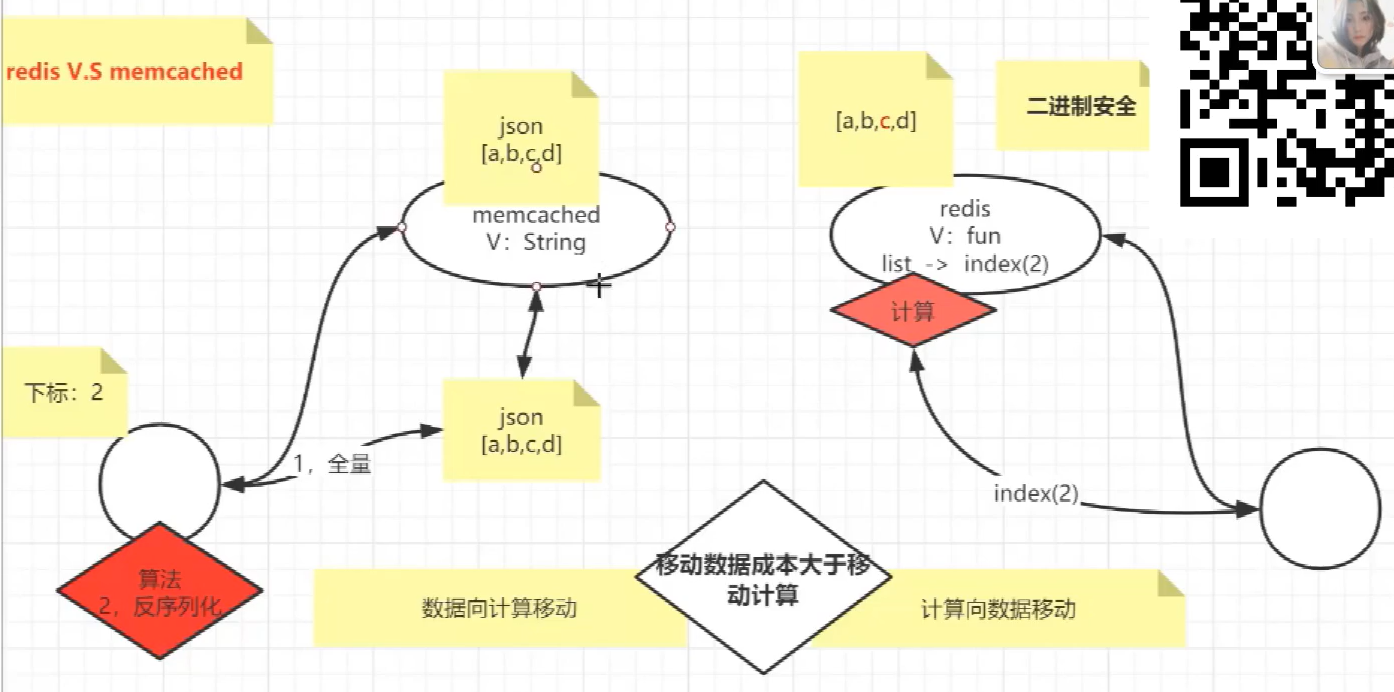 redis V.S memcached
json
[a,b,c,d]
memcached
V：String
[a,b,c,d]
二进制安全
redis
V：fun
list -> index(2)
计算
下标：2
json
[a,b,c,d]
1，全量
index(2)
算法
2，反序列化
数据向计算移动
移动数据成本大于移
动计算
计算向数据移动